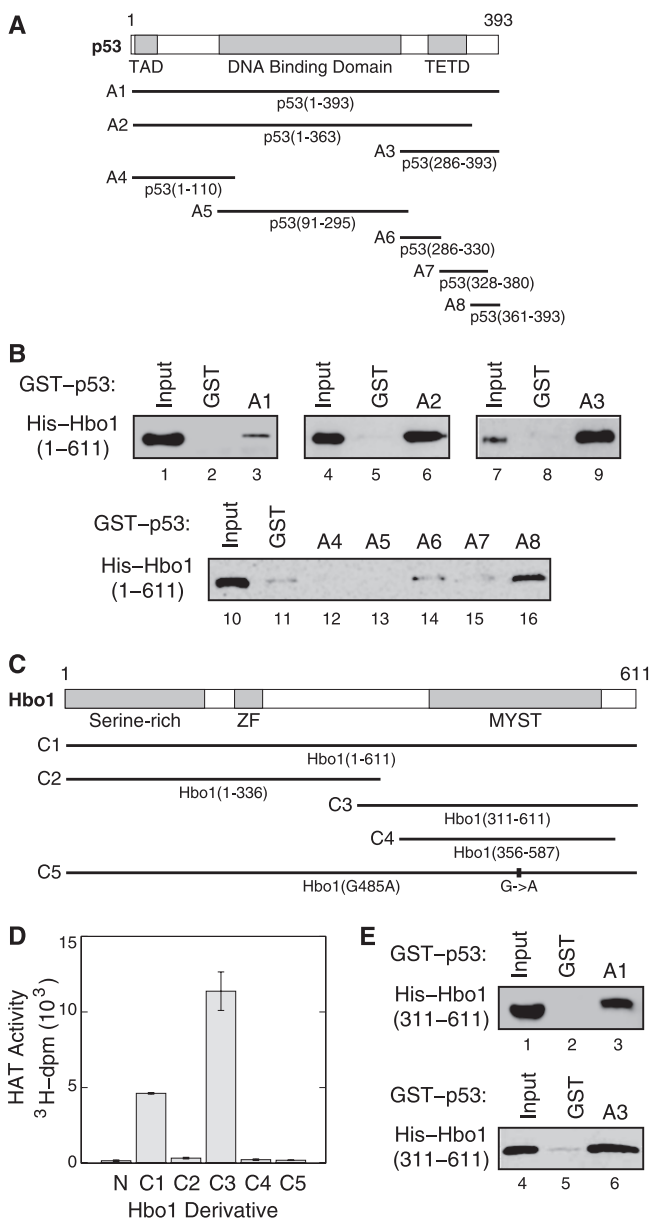 A
1 393
p53
TAD DNA Binding Domain TETD
A1
p53(1-393)
A2
p53(1-363)
A3
p53(286-393)
A4
p53(1-110)
A5
p53(91-295)
A6
p53(286-330)
A7
p53(328-380)
A8
p53(361-393)
B
GST–p53: Input GST A1 Input GST A2 Input GST A3
His–Hbo1
(1–611)
1 2 3 4 5 6 7 8 9
GST–p53: Input GST A4 A5 A6 A7 A8
His–Hbo1
(1–611)
10 11 12 13 14 15 16
C
1 611
Hbo1
Serine-rich ZF MYST
C1
Hbo1(1-611)
C2
Hbo1(1-336)
C3
Hbo1(311-611)
C4
Hbo1(356-587)
C5
Hbo1(G485A) G->A
D
HAT Activity
³H–dpm (10³)
15
10
5
0
N C1 C2 C3 C4 C5
Hbo1 Derivative
E
GST–p53: Input GST A1
His–Hbo1
(311–611)
1 2 3
GST–p53: Input GST A3
His–Hbo1
(311–611)
4 5 6